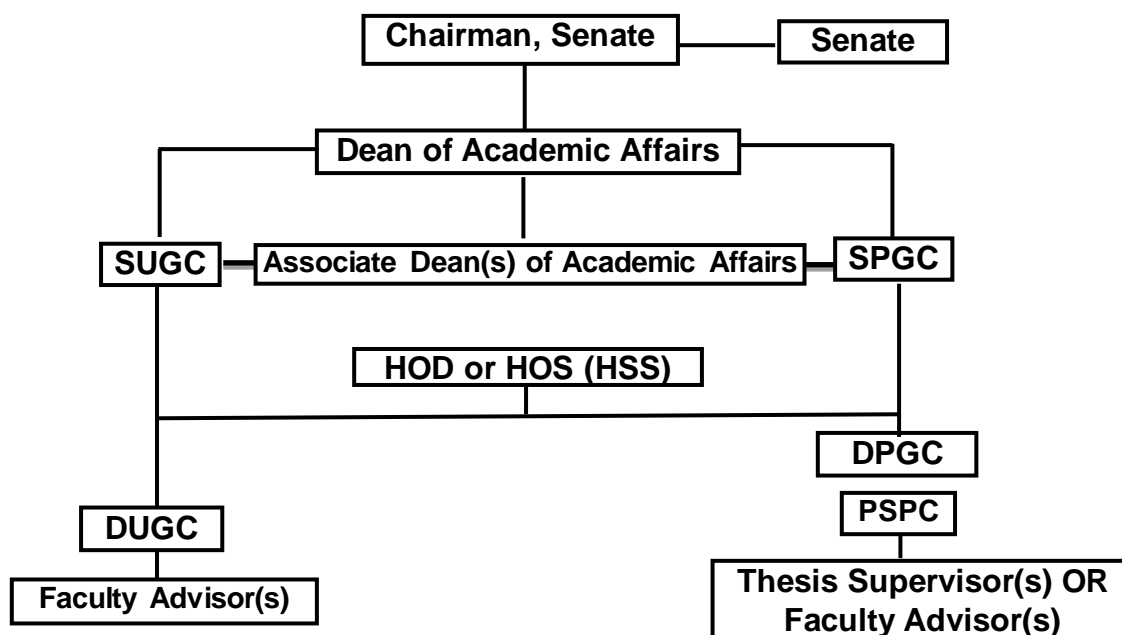 Chairman, Senate
Senate
Dean of Academic Affairs
SUGC
Associate Dean(s) of Academic Affairs
SPGC
HOD or HOS (HSS)
DPGC
PSPC
DUGC
Faculty Advisor(s)
Thesis Supervisor(s) OR
Faculty Advisor(s)